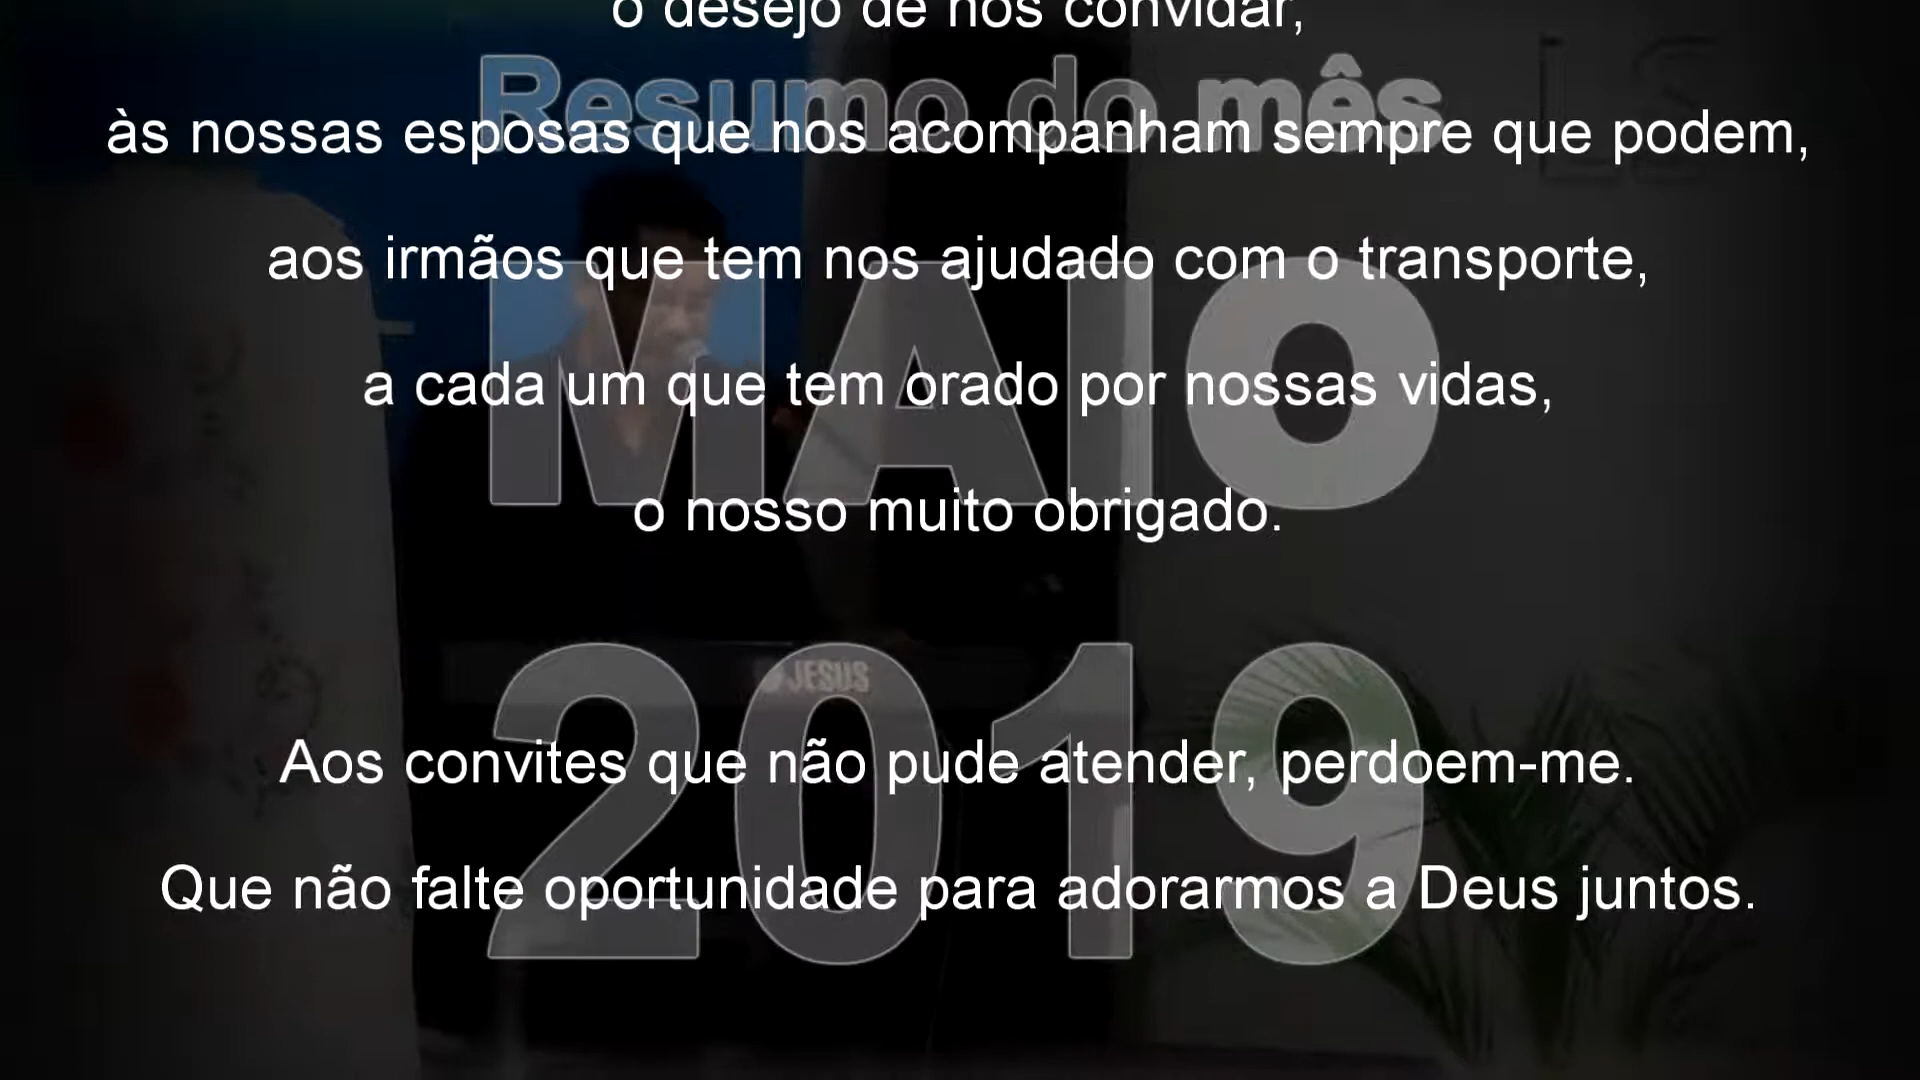 o desejo de nos convidar,
Resumo do mês
às nossas esposas que nos acompanham sempre que podem,
aos irmãos que tem nos ajudado com o transporte,
MAIO
a cada um que tem orado por nossas vidas,
o nosso muito obrigado.
JESUS
2019
Aos convites que não pude atender, perdoem-me.
Que não falte oportunidade para adorarmos a Deus juntos.